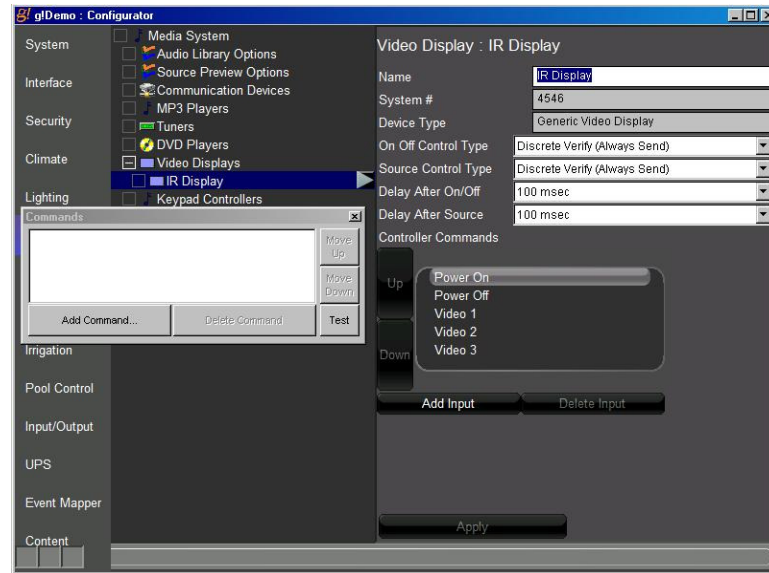 g! g!Demo : Configurator
System
Interface
Security
Climate
Lighting
Irrigation
Pool Control
Input/Output
UPS
Event Mapper
Content
Media System
Audio Library Options
Source Preview Options
Communication Devices
MP3 Players
Tuners
DVD Players
Video Displays
IR Display
Keypad Controllers
Commands
Move Up
Move Down
Add Command...
Delete Command
Test
Video Display : IR Display
Name
IR Display
System #
4546
Device Type
Generic Video Display
On Off Control Type
Discrete Verify (Always Send)
Source Control Type
Discrete Verify (Always Send)
Delay After On/Off
100 msec
Delay After Source
100 msec
Controller Commands
Up
Down
Power On
Power Off
Video 1
Video 2
Video 3
Add Input
Delete Input
Apply